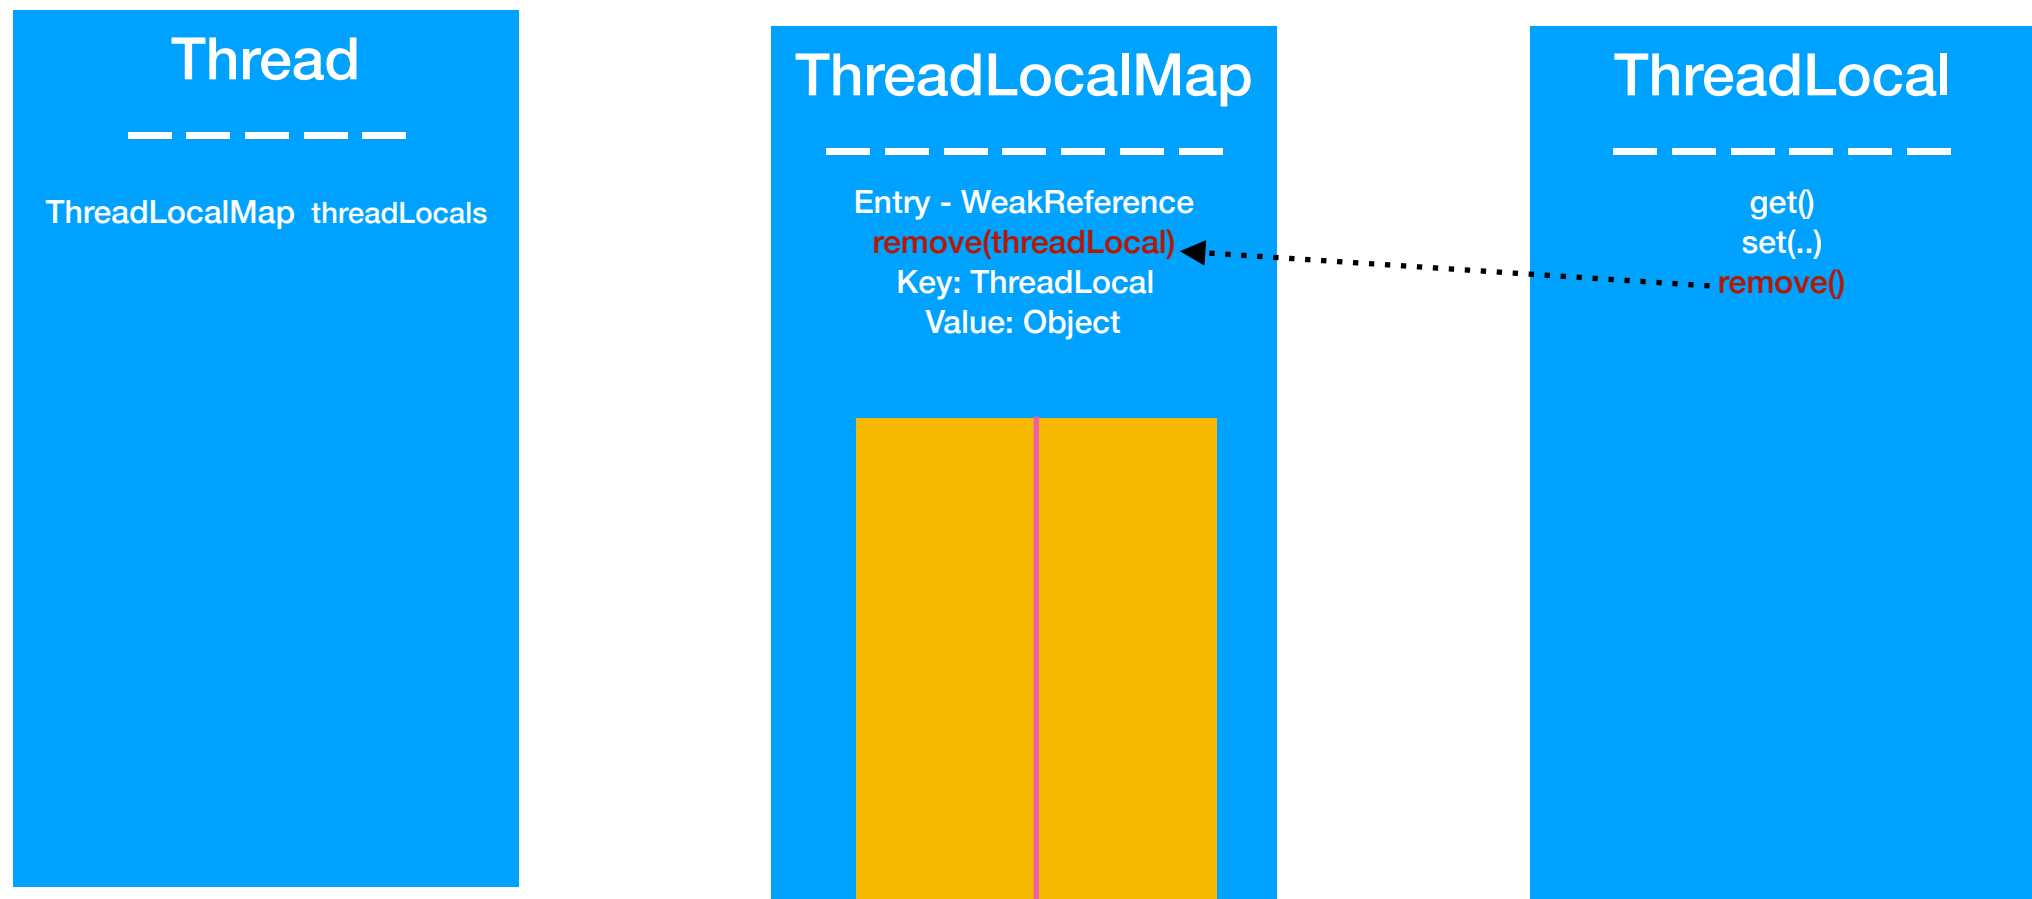 Thread
ThreadLocalMap threadLocals
ThreadLocalMap
Entry - WeakReference
remove(threadLocal)
Key: ThreadLocal
Value: Object
ThreadLocal
get()
set(..)
remove()